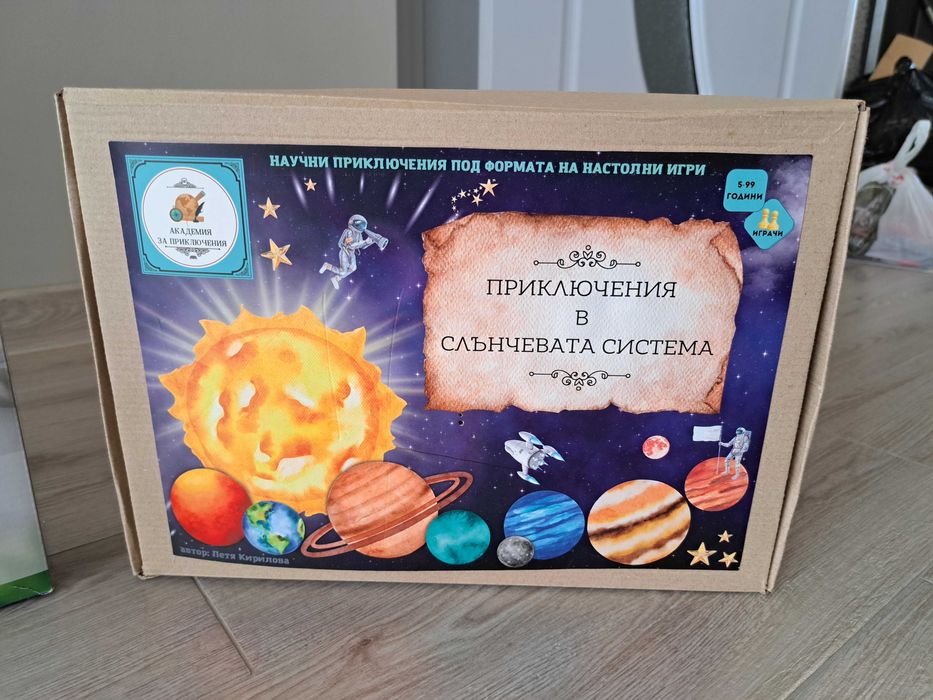 НАУЧНИ ПРИКЛЮЧЕНИЯ ПОД ФОРМАТА НА НАСТОЛНИ ИГРИ
АКАДЕМИЯ
ЗА ПРИКЛЮЧЕНИЯ
5-99
ГОДИНИ
ИГРАЧИ
ПРИКЛЮЧЕНИЯ
В
СЛЪНЧЕВАТА СИСТЕМА
автор: Петя Кирилова